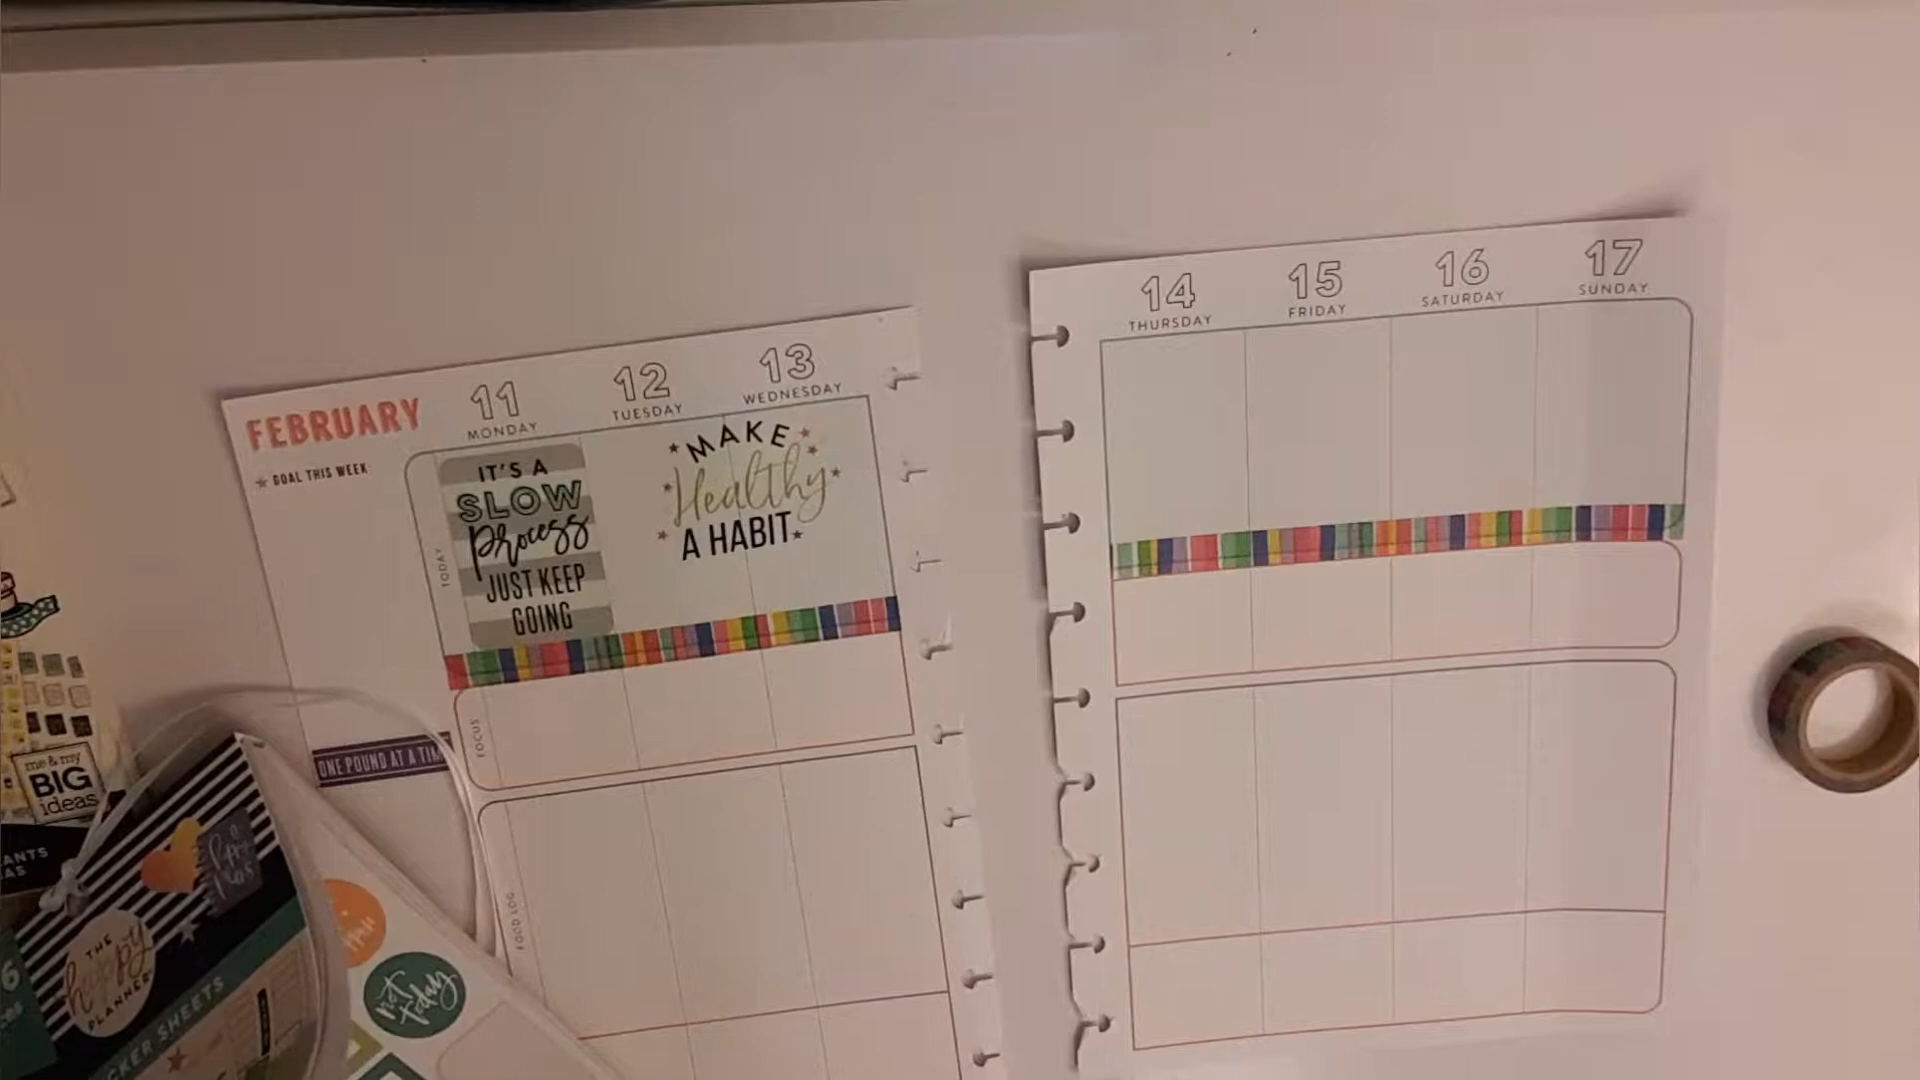 FEBRUARY
★ GOAL THIS WEEK
11
MONDAY
12
TUESDAY
13
WEDNESDAY
TODAY
IT'S A
SLOW
process
JUST KEEP
GOING
MAKE
Healthy
A HABIT
FOCUS
ONE POUND AT A TIM
FOOD LOG
14
THURSDAY
15
FRIDAY
16
SATURDAY
17
SUNDAY
me & my
BIG
ideas
THE
happy
PLANNER
CKER SHEETS
not
today
6